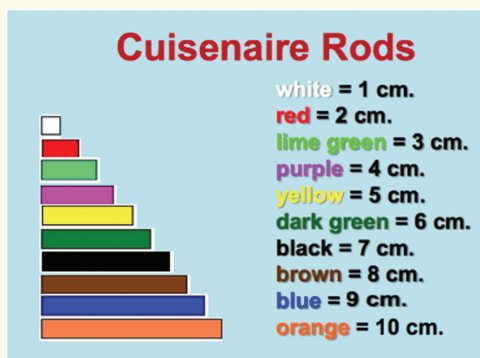 Cuisenaire Rods
white = 1 cm.
red = 2 cm.
lime green = 3 cm.
purple = 4 cm.
yellow = 5 cm.
dark green = 6 cm.
black = 7 cm.
brown = 8 cm.
blue = 9 cm.
orange = 10 cm.